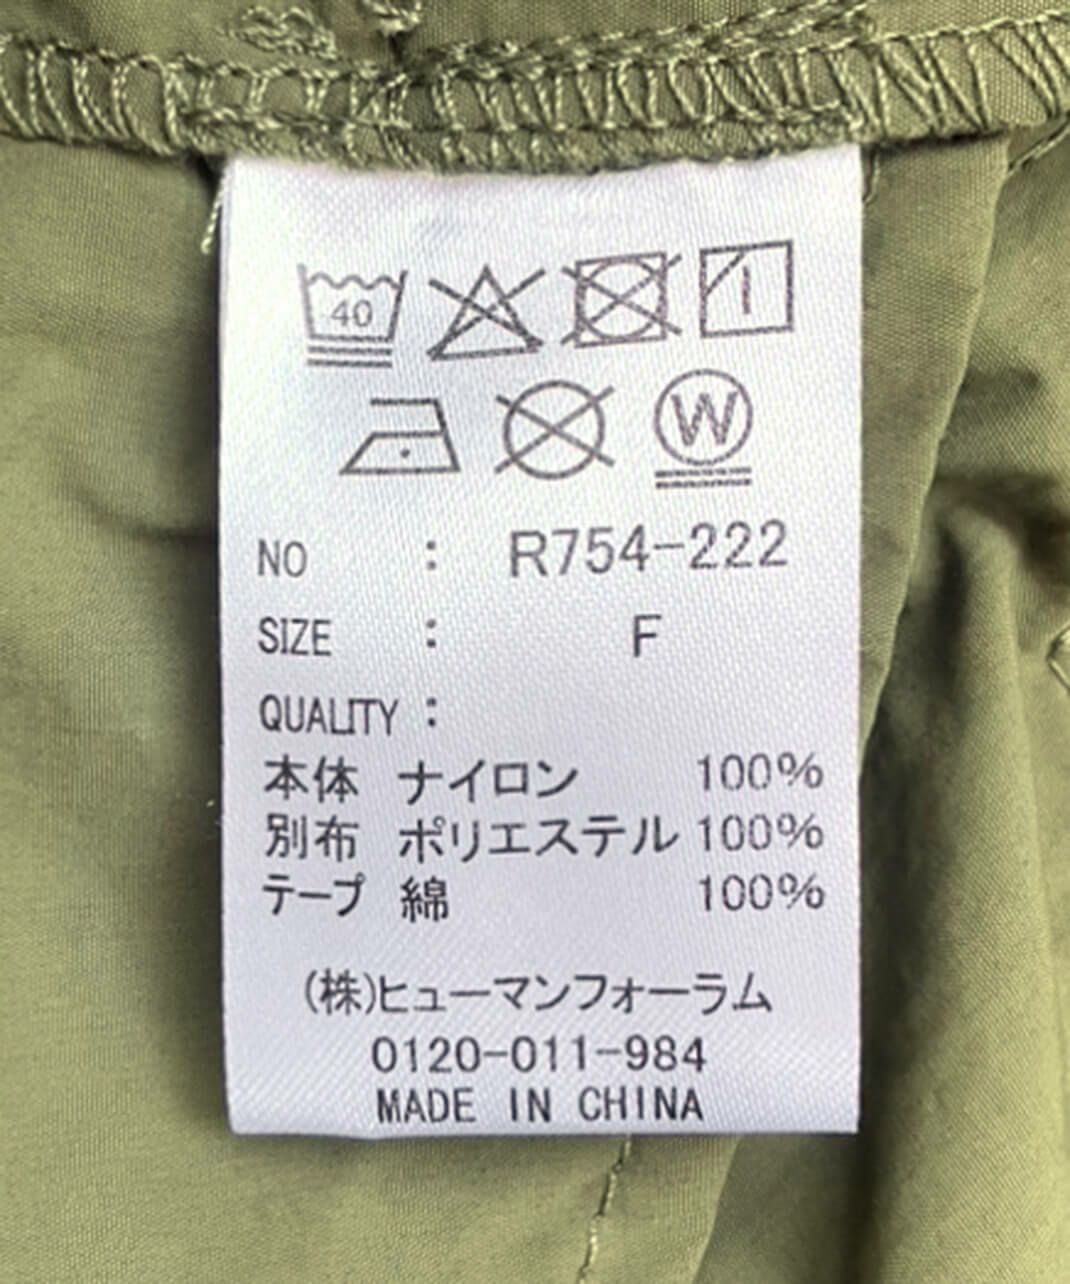 40
W
NO : R754-222
SIZE : F
QUALITY :
本体 ナイロン 100%
別布 ポリエステル 100%
テープ 綿 100%
(株)ヒューマンフォーラム
0120-011-984
MADE IN CHINA